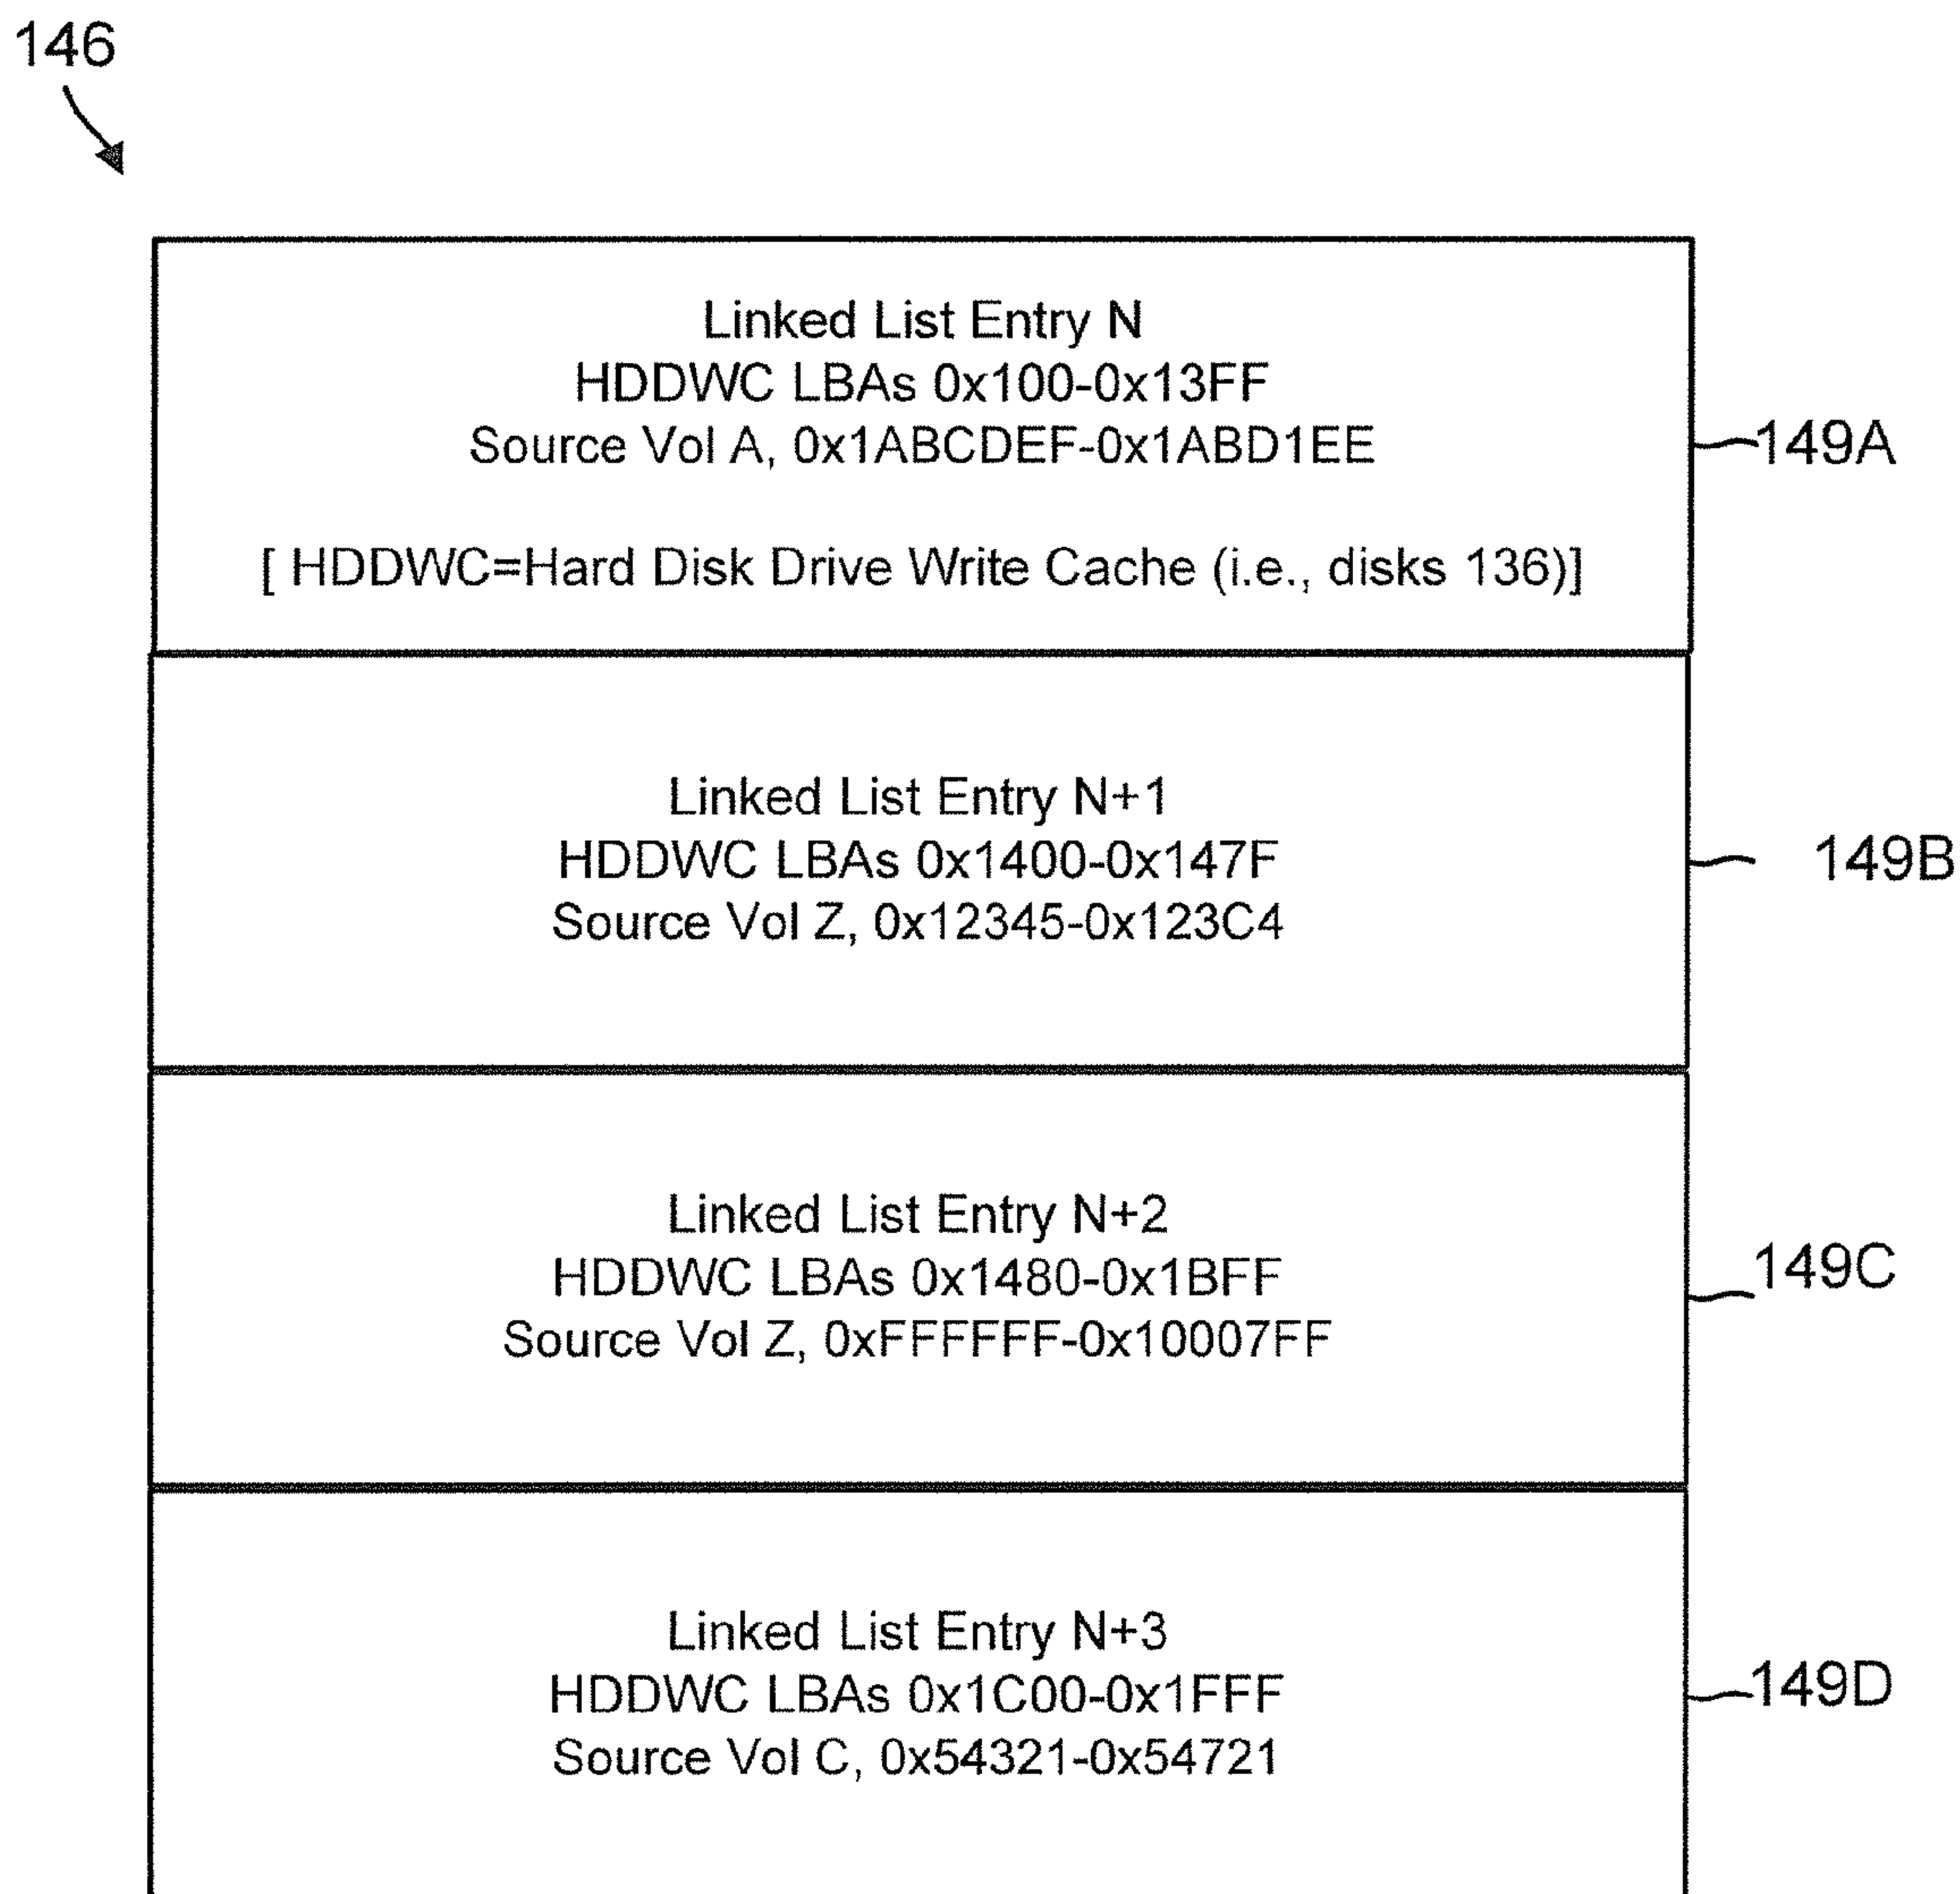 146
Linked List Entry N
HDDWC LBAs 0x100-0x13FF
Source Vol A, 0x1ABCDEF-0x1ABD1EE
149A
[ HDDWC=Hard Disk Drive Write Cache (i.e., disks 136)]
Linked List Entry N+1
HDDWC LBAs 0x1400-0x147F
149B
Source Vol Z, 0x12345-0x123C4
Linked List Entry N+2
HDDWC LBAs 0x1480-0x1BFF
149C
Source Vol Z, 0xFFFFFF-0x10007FF
Linked List Entry N+3
HDDWC LBAs 0x1C00-0x1FFF
149D
Source Vol C, 0x54321-0x54721